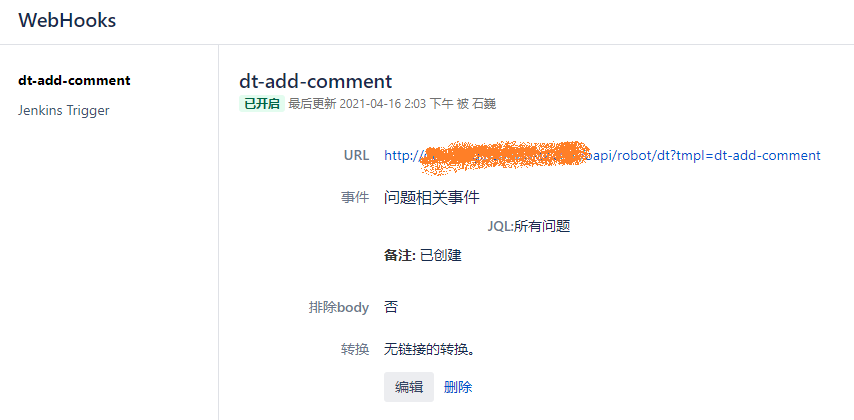 WebHooks
dt-add-comment
Jenkins Trigger
dt-add-comment
已开启 最后更新 2021-04-16 2:03 下午 被 石巍
URL http:// oapi/robot/dt?tmpl=dt-add-comment
事件 问题相关事件
JQL:所有问题
备注: 已创建
排除body 否
转换 无链接的转换。
编辑 删除